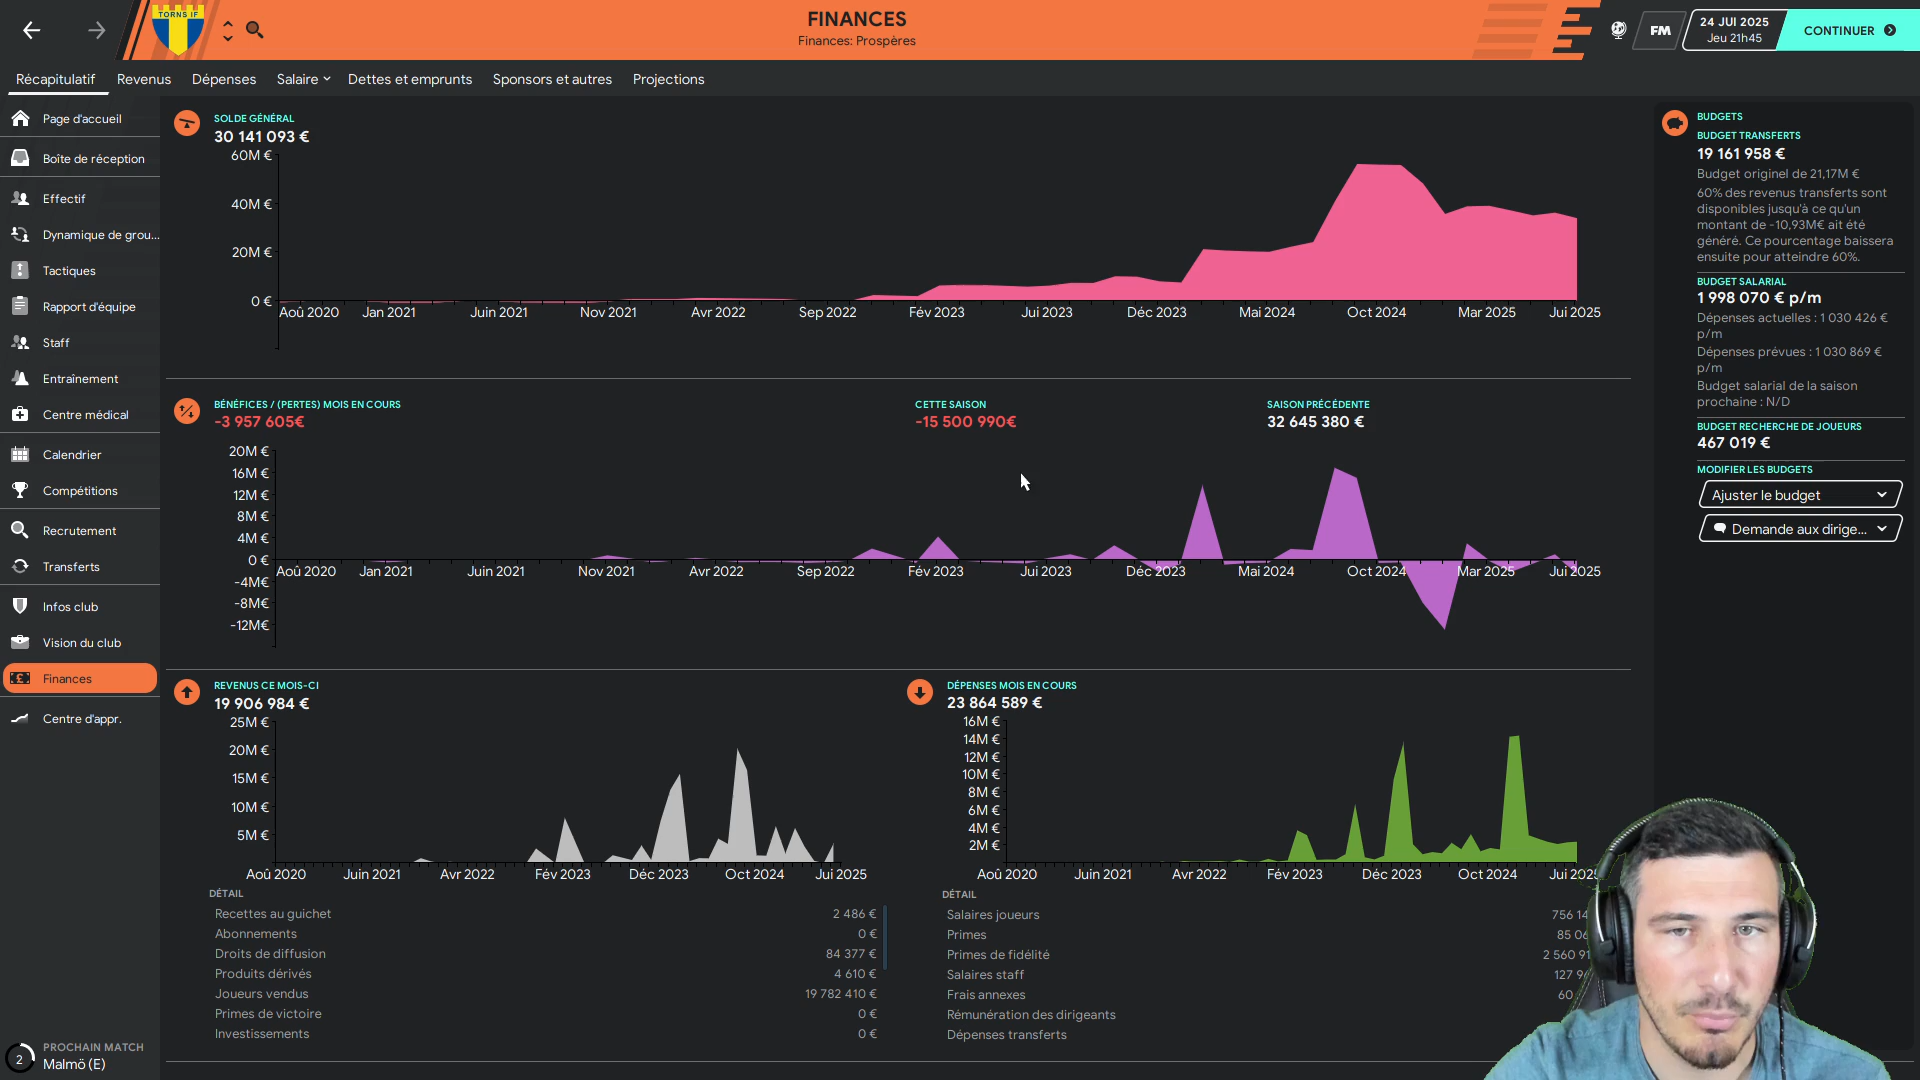 TORNS IF
FINANCES
Finances: Prospères
FM
24 JUI 2025
Jeu 21h45
CONTINUER
Récapitulatif
Revenus
Dépenses
Salaire
Dettes et emprunts
Sponsors et autres
Projections
Page d'accueil
Boîte de réception
Effectif
Dynamique de grou...
Tactiques
Rapport d'équipe
Staff
Entraînement
Centre médical
Calendrier
Compétitions
Recrutement
Transferts
Infos club
Vision du club
Finances
Centre d'appr.
2
PROCHAIN MATCH
Malmö (E)
SOLDE GÉNÉRAL
30 141 093 €
60M €
40M €
20M €
0 €
Aoû 2020 Jan 2021 Juin 2021 Nov 2021 Avr 2022 Sep 2022 Fév 2023 Jui 2023 Déc 2023 Mai 2024 Oct 2024 Mar 2025 Jui 2025
BÉNÉFICES / (PERTES) MOIS EN COURS
-3 957 605€
CETTE SAISON
-15 500 990€
SAISON PRÉCÉDENTE
32 645 380 €
20M €
16M €
12M €
8M €
4M €
0 €
-4M€
-8M€
-12M€
Aoû 2020 Jan 2021 Juin 2021 Nov 2021 Avr 2022 Sep 2022 Fév 2023 Jui 2023 Déc 2023 Mai 2024 Oct 2024 Mar 2025 Jui 2025
REVENUS CE MOIS-CI
19 906 984 €
25M €
20M €
15M €
10M €
5M €
Aoû 2020 Juin 2021 Avr 2022 Fév 2023 Déc 2023 Oct 2024 Jui 2025
DÉTAIL
Recettes au guichet 2 486 €
Abonnements 0 €
Droits de diffusion 84 377 €
Produits dérivés 4 610 €
Joueurs vendus 19 782 410 €
Primes de victoire 0 €
Investissements 0 €
DÉPENSES MOIS EN COURS
23 864 589 €
16M €
14M €
12M €
10M €
8M €
6M €
4M €
2M €
Aoû 2020 Juin 2021 Avr 2022 Fév 2023 Déc 2023 Oct 2024 Jui 2025
DÉTAIL
Salaires joueurs 756 14
Primes 85 06
Primes de fidélité 2 560 91
Salaires staff 127 9
Frais annexes 60
Rémunération des dirigeants
Dépenses transferts
BUDGETS
BUDGET TRANSFERTS
19 161 958 €
Budget originel de 21,17M €
60% des revenus transferts sont
disponibles jusqu'à ce qu'un
montant de -10,93M€ ait été
généré. Ce pourcentage baissera
ensuite pour atteindre 60%.
BUDGET SALARIAL
1 998 070 € p/m
Dépenses actuelles : 1 030 426 €
p/m
Dépenses prévues : 1 030 869 €
p/m
Budget salarial de la saison
prochaine : N/D
BUDGET RECHERCHE DE JOUEURS
467 019 €
MODIFIER LES BUDGETS
Ajuster le budget
Demande aux dirige...